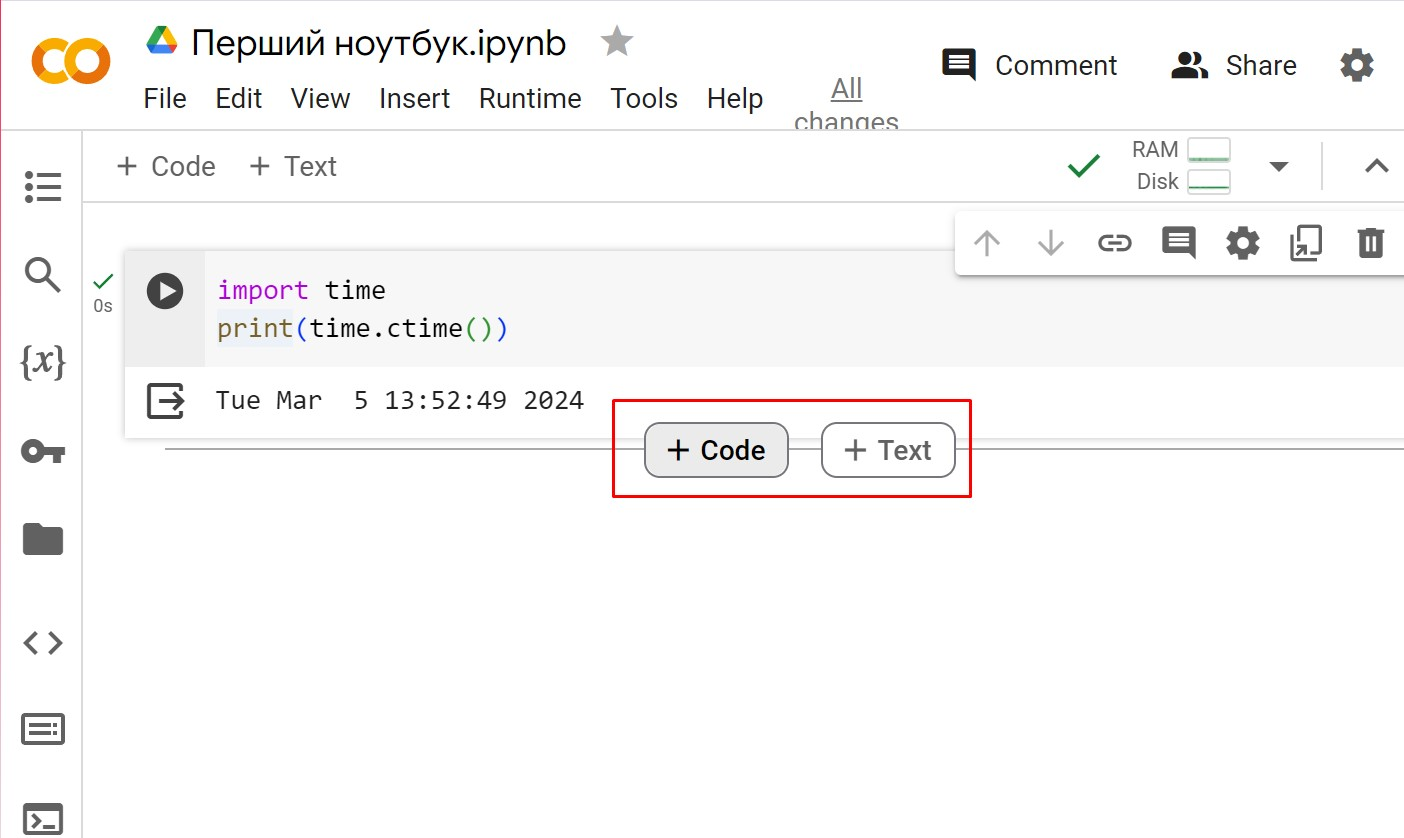 Перший ноутбук.ipynb
File Edit View Insert Runtime Tools Help All changes
Comment Share
+ Code + Text
RAM
Disk
{x}
0s
import time
print(time.ctime())
Tue Mar  5 13:52:49 2024
+ Code + Text